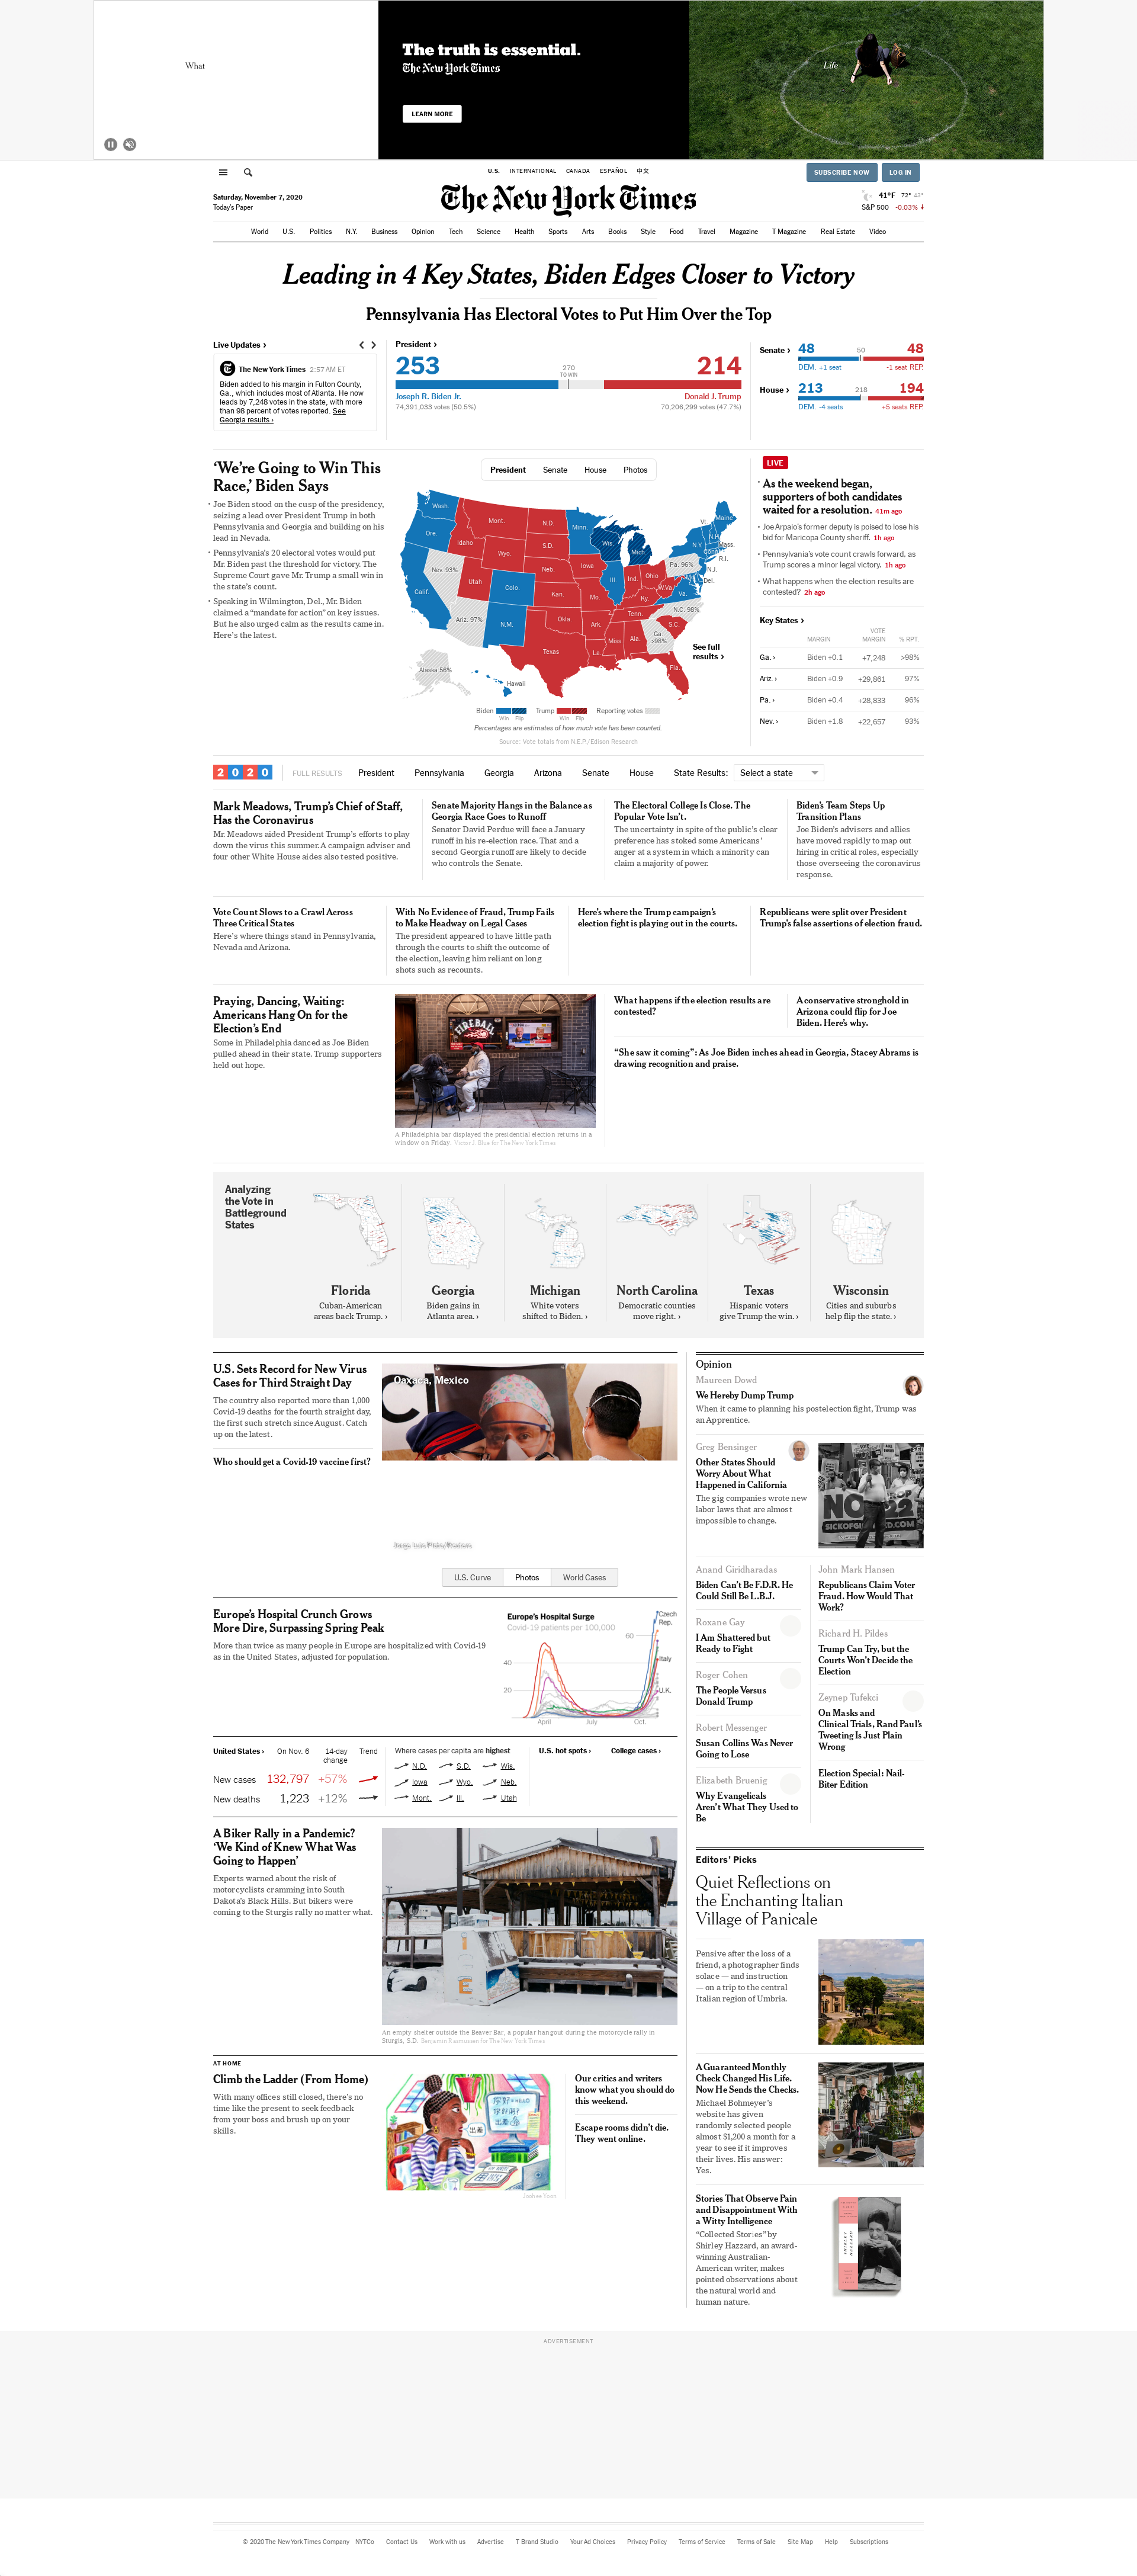 What
The truth is essential.
The New York Times
LEARN MORE
Life
U.S. INTERNATIONAL CANADA ESPAÑOL 中文
SUBSCRIBE NOW LOG IN
Saturday, November 7, 2020
Today's Paper
The New York Times
41°F 72° 43°
S&P 500 -0.03%
World U.S. Politics N.Y. Business Opinion Tech Science Health Sports Arts Books Style Food Travel Magazine T Magazine Real Estate Video
Leading in 4 Key States, Biden Edges Closer to Victory
Pennsylvania Has Electoral Votes to Put Him Over the Top
Live Updates ›
The New York Times 2:57 AM ET
Biden added to his margin in Fulton County,
Ga., which includes most of Atlanta. He now
leads by 7,248 votes in the state, with more
than 98 percent of votes reported. See
Georgia results ›
President ›
253 214
270
TO WIN
Joseph R. Biden Jr. Donald J. Trump
74,391,033 votes (50.5%) 70,206,299 votes (47.7%)
Senate › 48 50 48
DEM. +1 seat -1 seat REP.
House › 213 218 194
DEM. -4 seats +5 seats REP.
‘We’re Going to Win This
Race,’ Biden Says
Joe Biden stood on the cusp of the presidency,
seizing a lead over President Trump in both
Pennsylvania and Georgia and building on his
lead in Nevada.
Pennsylvania’s 20 electoral votes would put
Mr. Biden past the threshold for victory. The
Supreme Court gave Mr. Trump a small win in
the state’s count.
Speaking in Wilmington, Del., Mr. Biden
claimed a “mandate for action” on key issues.
But he also urged calm as the results came in.
Here’s the latest.
President Senate House Photos
Wash.
Ore.
Calif.
Nev. 93%
Idaho
Mont.
Wyo.
Utah
Ariz. 97%
Colo.
N.M.
N.D.
S.D.
Neb.
Kan.
Okla.
Texas
Minn.
Iowa
Mo.
Ark.
La.
Wis.
Ill.
Mich.
Ind.
Ohio
Ky.
Tenn.
Miss.
Ala.
Ga.
>98%
Fla.
S.C.
N.C. 98%
Va.
W.Va.
Pa. 96%
N.Y.
Vt.
N.H.
Maine
Mass.
R.I.
Conn.
N.J.
Del.
Alaska 56%
Hawaii
See full
results ›
Biden Trump Reporting votes
Win Flip Win Flip
Percentages are estimates of how much vote has been counted.
Source: Vote totals from N.E.P./Edison Research
LIVE
As the weekend began,
supporters of both candidates
waited for a resolution. 41m ago
Joe Arpaio’s former deputy is poised to lose his
bid for Maricopa County sheriff. 1h ago
Pennsylvania’s vote count crawls forward, as
Trump scores a minor legal victory. 1h ago
What happens when the election results are
contested? 2h ago
Key States ›
MARGIN VOTE MARGIN % RPT.
Ga. › Biden +0.1 +7,248 >98%
Ariz. › Biden +0.9 +29,861 97%
Pa. › Biden +0.4 +28,833 96%
Nev. › Biden +1.8 +22,657 93%
2020 FULL RESULTS President Pennsylvania Georgia Arizona Senate House State Results: Select a state
Mark Meadows, Trump’s Chief of Staff,
Has the Coronavirus
Mr. Meadows aided President Trump’s efforts to play
down the virus this summer. A campaign adviser and
four other White House aides also tested positive.
Senate Majority Hangs in the Balance as
Georgia Race Goes to Runoff
Senator David Perdue will face a January
runoff in his re-election race. That and a
second Georgia runoff are likely to decide
who controls the Senate.
The Electoral College Is Close. The
Popular Vote Isn’t.
The uncertainty in spite of the public’s clear
preference has stoked some Americans’
anger at a system in which a minority can
claim a majority of power.
Biden’s Team Steps Up
Transition Plans
Joe Biden’s advisers and allies
have moved rapidly to map out
hiring in critical roles, especially
those overseeing the coronavirus
response.
Vote Count Slows to a Crawl Across
Three Critical States
Here’s where things stand in Pennsylvania,
Nevada and Arizona.
With No Evidence of Fraud, Trump Fails
to Make Headway on Legal Cases
The president appeared to have little path
through the courts to shift the outcome of
the election, leaving him reliant on long
shots such as recounts.
Here’s where the Trump campaign’s
election fight is playing out in the courts.
Republicans were split over President
Trump’s false assertions of election fraud.
Praying, Dancing, Waiting:
Americans Hang On for the
Election’s End
Some in Philadelphia danced as Joe Biden
pulled ahead in their state. Trump supporters
held out hope.
FIREBALL
A Philadelphia bar displayed the presidential election returns in a
window on Friday. Victor J. Blue for The New York Times
What happens if the election results are
contested?
A conservative stronghold in
Arizona could flip for Joe
Biden. Here’s why.
“She saw it coming”: As Joe Biden inches ahead in Georgia, Stacey Abrams is
drawing recognition and praise.
Analyzing
the Vote in
Battleground
States
Florida
Cuban-American
areas back Trump. ›
Georgia
Biden gains in
Atlanta area. ›
Michigan
White voters
shifted to Biden. ›
North Carolina
Democratic counties
move right. ›
Texas
Hispanic voters
give Trump the win. ›
Wisconsin
Cities and suburbs
help flip the state. ›
U.S. Sets Record for New Virus
Cases for Third Straight Day
The country also reported more than 1,000
Covid-19 deaths for the fourth straight day,
the first such stretch since August. Catch
up on the latest.
Who should get a Covid-19 vaccine first?
Oaxaca, Mexico
Jorge Luis Plata/Reuters
U.S. Curve Photos World Cases
Europe’s Hospital Crunch Grows
More Dire, Surpassing Spring Peak
More than twice as many people in Europe are hospitalized with Covid-19
as in the United States, adjusted for population.
Europe’s Hospital Surge
Covid-19 patients per 100,000
60
40
20
Czech
Rep.
Italy
U.K.
April July Oct.
United States › On Nov. 6 14-day change Trend
New cases 132,797 +57%
New deaths 1,223 +12%
Where cases per capita are highest
N.D. S.D. Wis.
Iowa Wyo. Neb.
Mont. Ill. Utah
U.S. hot spots › College cases ›
A Biker Rally in a Pandemic?
‘We Kind of Knew What Was
Going to Happen’
Experts warned about the risk of
motorcyclists cramming into South
Dakota’s Black Hills. But bikers were
coming to the Sturgis rally no matter what.
An empty shelter outside the Beaver Bar, a popular hangout during the motorcycle rally in
Sturgis, S.D. Benjamin Rasmussen for The New York Times
AT HOME
Climb the Ladder (From Home)
With many offices still closed, there’s no
time like the present to seek feedback
from your boss and brush up on your
skills.
Our critics and writers
know what you should do
this weekend.
Escape rooms didn’t die.
They went online.
Opinion
Maureen Dowd
We Hereby Dump Trump
When it came to planning his postelection fight, Trump was
an Apprentice.
Greg Bensinger
Other States Should
Worry About What
Happened in California
The gig companies wrote new
labor laws that are almost
impossible to change.
Anand Giridharadas
Biden Can’t Be F.D.R. He
Could Still Be L.B.J.
Roxane Gay
I Am Shattered but
Ready to Fight
Roger Cohen
The People Versus
Donald Trump
Robert Messenger
Susan Collins Was Never
Going to Lose
Elizabeth Bruenig
Why Evangelicals
Aren’t What They Used to
Be
John Mark Hansen
Republicans Claim Voter
Fraud. How Would That
Work?
Richard H. Pildes
Trump Can Try, but the
Courts Won’t Decide the
Election
Zeynep Tufekci
On Masks and
Clinical Trials, Rand Paul’s
Tweeting Is Just Plain
Wrong
Election Special: Nail-
Biter Edition
Editors’ Picks
Quiet Reflections on
the Enchanting Italian
Village of Panicale
Pensive after the loss of a
friend, a photographer finds
solace — and instruction
— on a trip to the central
Italian region of Umbria.
A Guaranteed Monthly
Check Changed His Life.
Now He Sends the Checks.
Michael Bohmeyer’s
website has given
randomly selected people
almost $1,200 a month for a
year to see if it improves
their lives. His answer:
Yes.
Stories That Observe Pain
and Disappointment With
a Witty Intelligence
“Collected Stories” by
Shirley Hazzard, an award-
winning Australian-
American writer, makes
pointed observations about
the natural world and
human nature.
ADVERTISEMENT
© 2020 The New York Times Company NYTCo Contact Us Work with us Advertise T Brand Studio Your Ad Choices Privacy Policy Terms of Service Terms of Sale Site Map Help Subscriptions